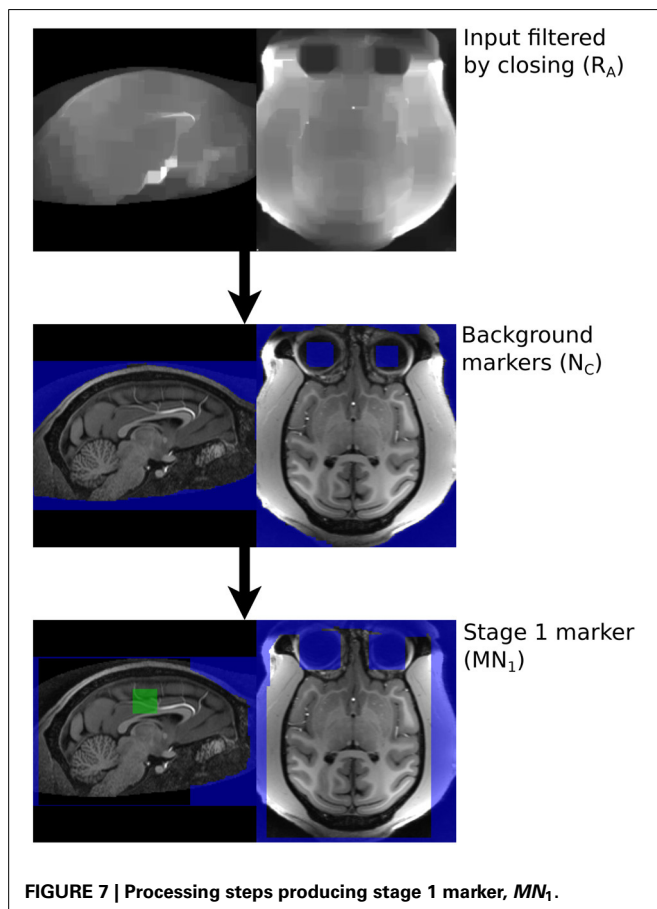 Input filtered
by closing (R_A)
Background
markers (N_C)
Stage 1 marker
(MN_1)
FIGURE 7 | Processing steps producing stage 1 marker, MN_1.